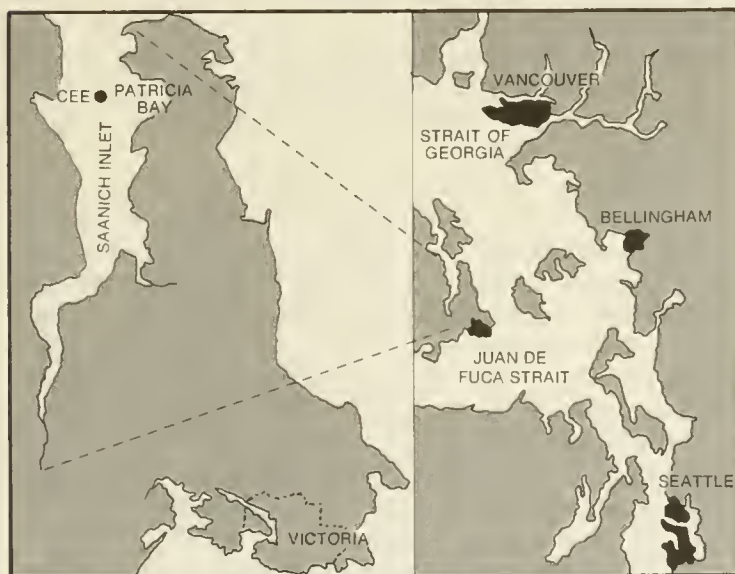 CEE
PATRICIA
BAY
SAANICH INLET
VICTORIA
VANCOUVER
STRAIT OF
GEORGIA
BELLINGHAM
JUAN DE
FUCA STRAIT
SEATTLE